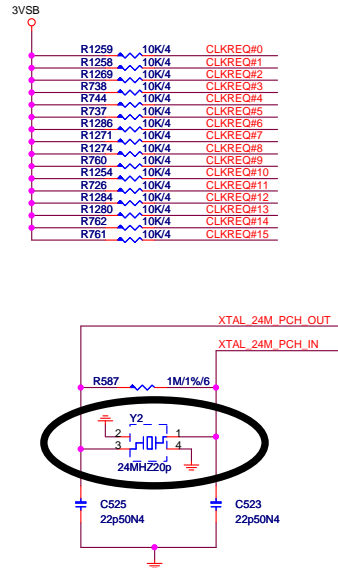 3VSB
R1259 10K/4 CLKREQ#0
R1258 10K/4 CLKREQ#1
R1269 10K/4 CLKREQ#2
R738 10K/4 CLKREQ#3
R744 10K/4 CLKREQ#4
R737 10K/4 CLKREQ#5
R1286 10K/4 CLKREQ#6
R1271 10K/4 CLKREQ#7
R1274 10K/4 CLKREQ#8
R760 10K/4 CLKREQ#9
R1254 10K/4 CLKREQ#10
R726 10K/4 CLKREQ#11
R1284 10K/4 CLKREQ#12
R1280 10K/4 CLKREQ#13
R762 10K/4 CLKREQ#14
R761 10K/4 CLKREQ#15
XTAL_24M_PCH_OUT
XTAL_24M_PCH_IN
R587 1M/1%/6
Y2
2 1
3 4
24MHZ20p
C525 C523
22p50N4 22p50N4